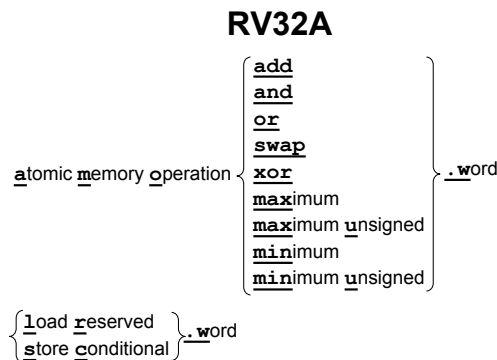 RV32A
add
and
or
swap
xor
atomic memory operation
maximum
maximum unsigned
minimum
minimum unsigned
.word
load reserved
store conditional
.word